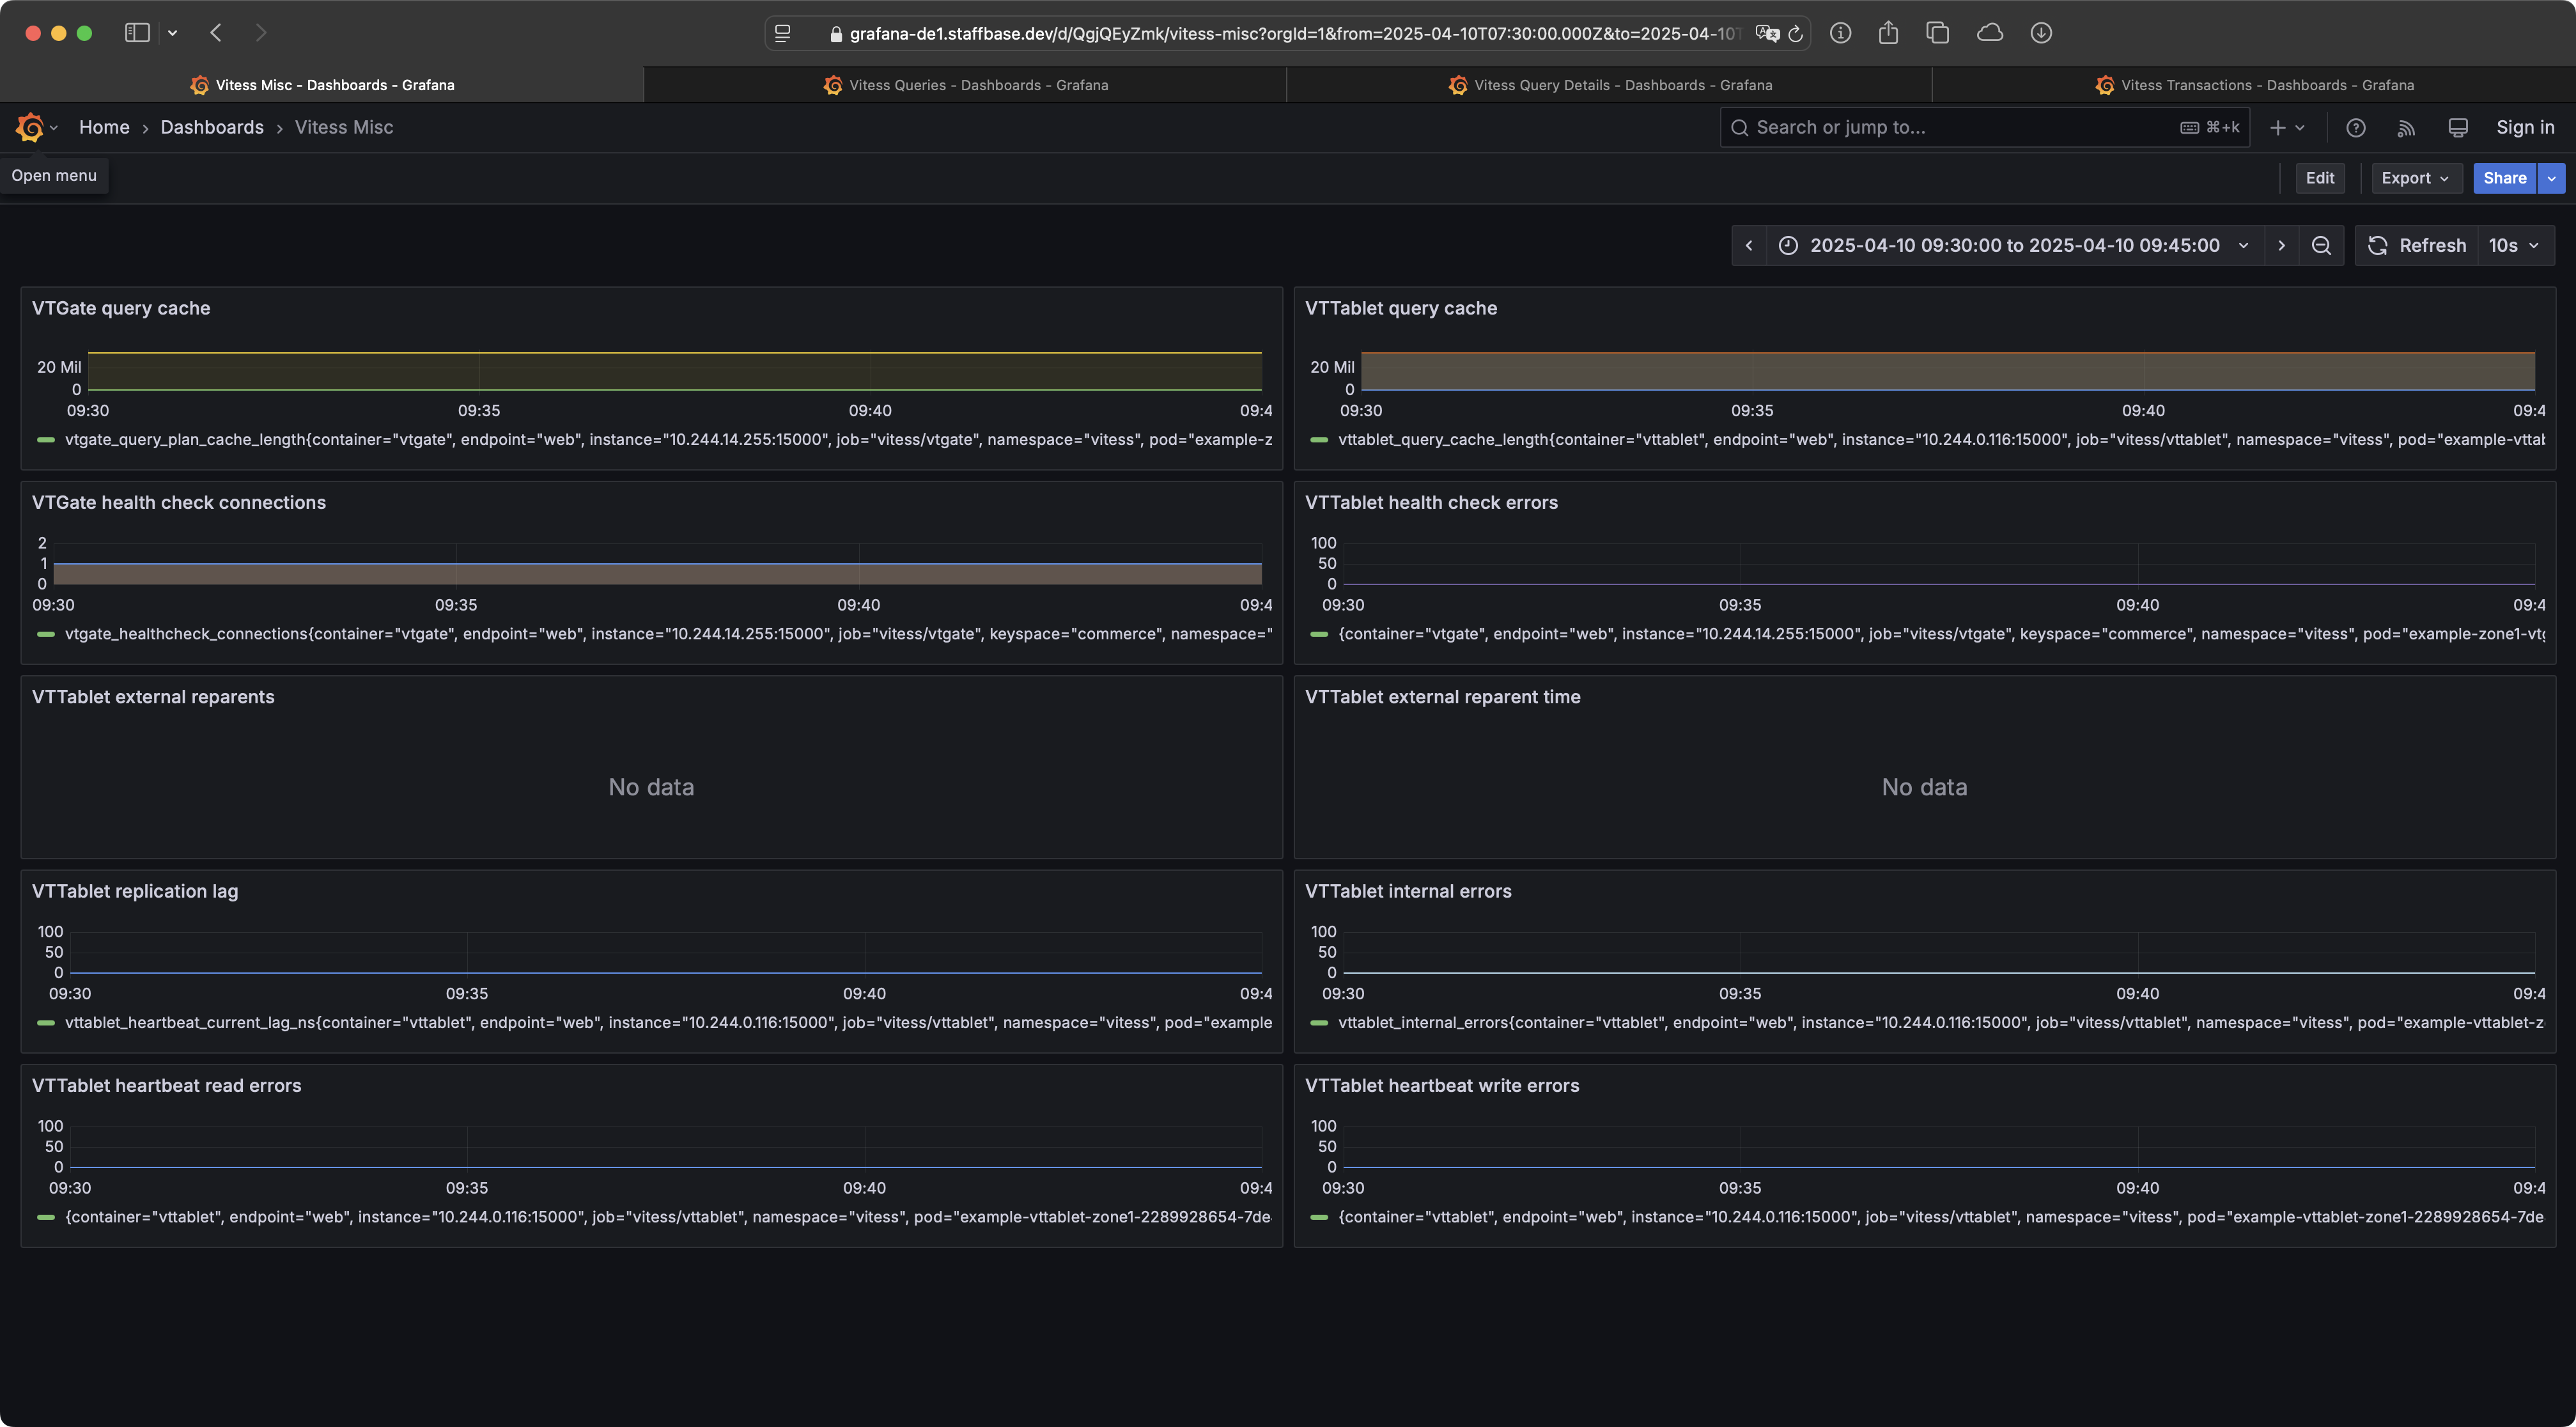 grafana-de1.staffbase.dev/d/QgjQEyZmk/vitess-misc?orgId=1&from=2025-04-10T07:30:00.000Z&to=2025-04-10T
Vitess Misc - Dashboards - Grafana
Vitess Queries - Dashboards - Grafana
Vitess Query Details - Dashboards - Grafana
Vitess Transactions - Dashboards - Grafana
Home › Dashboards › Vitess Misc
Search or jump to...
⌘+k
Sign in
Open menu
Edit
Export
Share
2025-04-10 09:30:00 to 2025-04-10 09:45:00
Refresh
10s
VTGate query cache
20 Mil
0
09:30 09:35 09:40 09:4
vtgate_query_plan_cache_length{container="vtgate", endpoint="web", instance="10.244.14.255:15000", job="vitess/vtgate", namespace="vitess", pod="example-z
VTTablet query cache
20 Mil
0
09:30 09:35 09:40 09:4
vttablet_query_cache_length{container="vttablet", endpoint="web", instance="10.244.0.116:15000", job="vitess/vttablet", namespace="vitess", pod="example-vttab
VTGate health check connections
2
1
0
09:30 09:35 09:40 09:4
vtgate_healthcheck_connections{container="vtgate", endpoint="web", instance="10.244.14.255:15000", job="vitess/vtgate", keyspace="commerce", namespace="
VTTablet health check errors
100
50
0
09:30 09:35 09:40 09:4
{container="vtgate", endpoint="web", instance="10.244.14.255:15000", job="vitess/vtgate", keyspace="commerce", namespace="vitess", pod="example-zone1-vtg
VTTablet external reparents
No data
VTTablet external reparent time
No data
VTTablet replication lag
100
50
0
09:30 09:35 09:40 09:4
vttablet_heartbeat_current_lag_ns{container="vttablet", endpoint="web", instance="10.244.0.116:15000", job="vitess/vttablet", namespace="vitess", pod="example
VTTablet internal errors
100
50
0
09:30 09:35 09:40 09:4
vttablet_internal_errors{container="vttablet", endpoint="web", instance="10.244.0.116:15000", job="vitess/vttablet", namespace="vitess", pod="example-vttablet-z
VTTablet heartbeat read errors
100
50
0
09:30 09:35 09:40 09:4
{container="vttablet", endpoint="web", instance="10.244.0.116:15000", job="vitess/vttablet", namespace="vitess", pod="example-vttablet-zone1-2289928654-7de
VTTablet heartbeat write errors
100
50
0
09:30 09:35 09:40 09:4
{container="vttablet", endpoint="web", instance="10.244.0.116:15000", job="vitess/vttablet", namespace="vitess", pod="example-vttablet-zone1-2289928654-7de